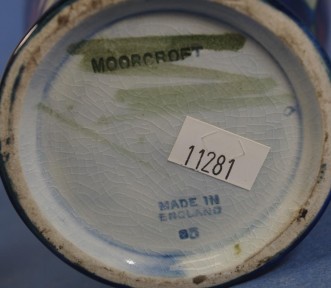 MOORCROFT
11281
MADE IN
ENGLAND
85